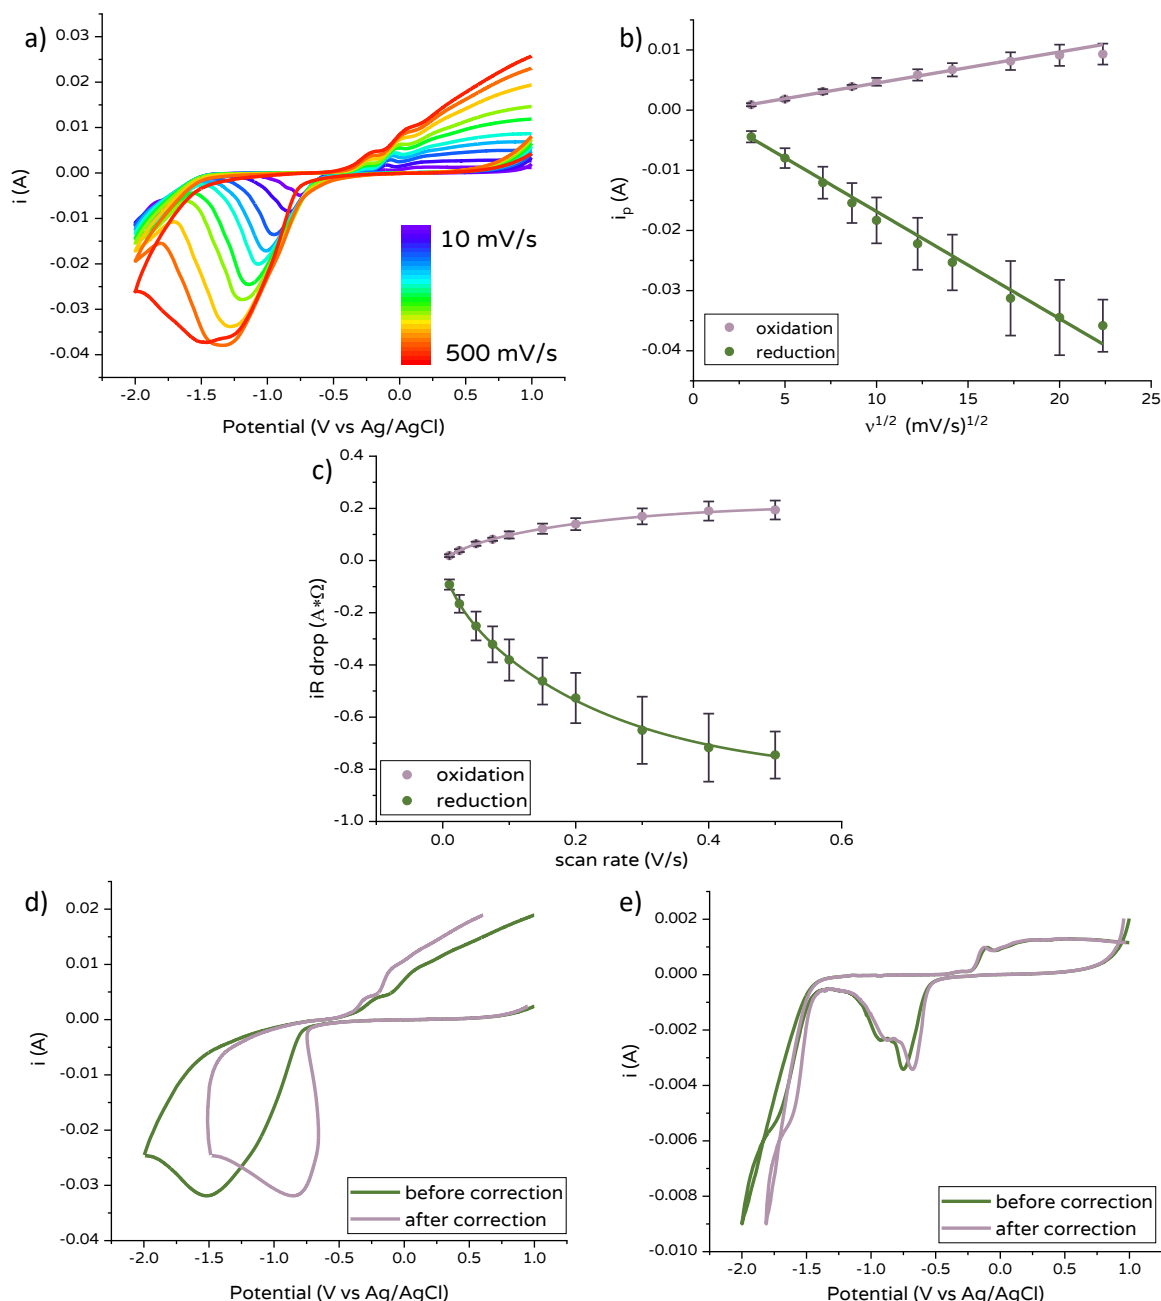 a)
0.03
0.02
0.01
0.00
-0.01
-0.02
-0.03
-0.04
i (A)
10 mV/s
500 mV/s
-2.0 -1.5 -1.0 -0.5 0.0 0.5 1.0
Potential (V vs Ag/AgCl)
b)
0.01
0.00
-0.01
-0.02
-0.03
-0.04
i_p (A)
oxidation
reduction
0 5 10 15 20 25
ν^1/2 (mV/s)^1/2
c)
0.4
0.2
0.0
-0.2
-0.4
-0.6
-0.8
-1.0
iR drop (A*Ω)
oxidation
reduction
0.0 0.2 0.4 0.6
scan rate (V/s)
d)
0.02
0.01
0.00
-0.01
-0.02
-0.03
-0.04
i (A)
before correction
after correction
-2.0 -1.5 -1.0 -0.5 0.0 0.5 1.0
Potential (V vs Ag/AgCl)
e)
0.002
0.000
-0.002
-0.004
-0.006
-0.008
-0.010
i (A)
before correction
after correction
-2.0 -1.5 -1.0 -0.5 0.0 0.5 1.0
Potential (V vs Ag/AgCl)